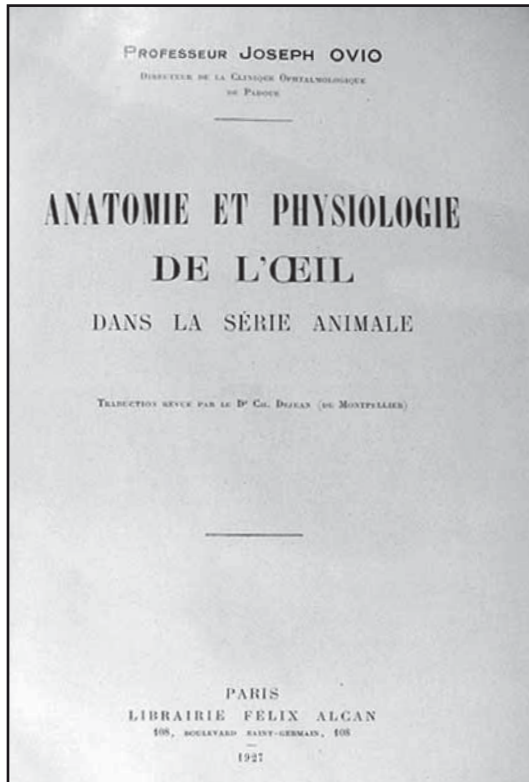 PROFESSEUR JOSEPH OVIO
DIRECTEUR DE LA CLINIQUE OPHTALMOLOGIQUE
DE PADOUE
ANATOMIE ET PHYSIOLOGIE
DE L'ŒIL
DANS LA SÉRIE ANIMALE
TRADUCTION REVUE PAR LE Dr CH. DEJEAN (DE MONTPELLIER)
PARIS
LIBRAIRIE FÉLIX ALCAN
108, BOULEVARD SAINT-GERMAIN, 108
1927